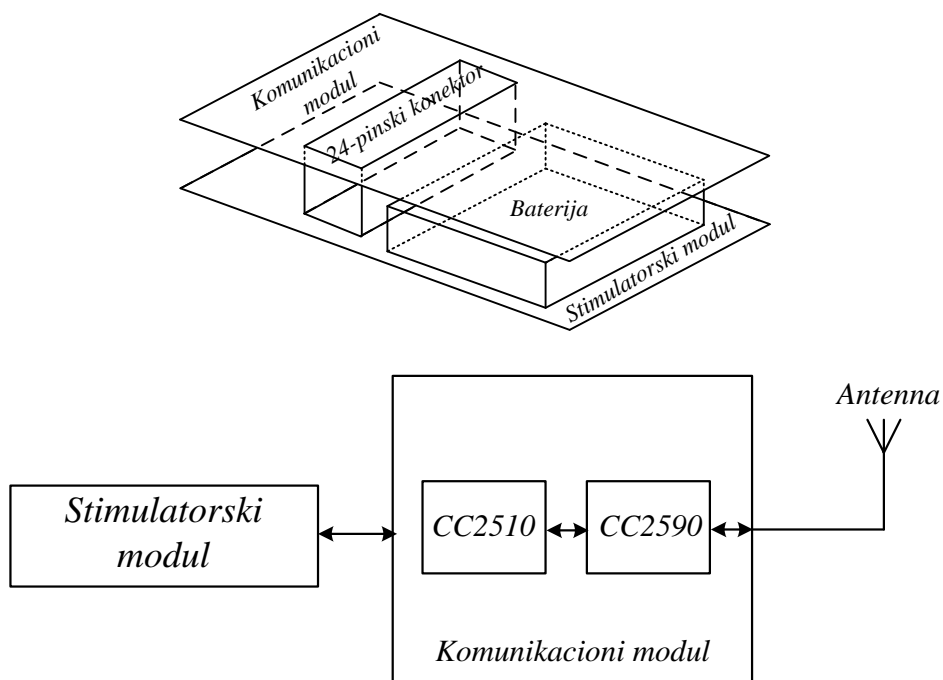 Komunikacioni
modul
24-pinski konektor
Baterija
Stimulatorski modul
Antenna
Stimulatorski
modul
CC2510
CC2590
Komunikacioni modul